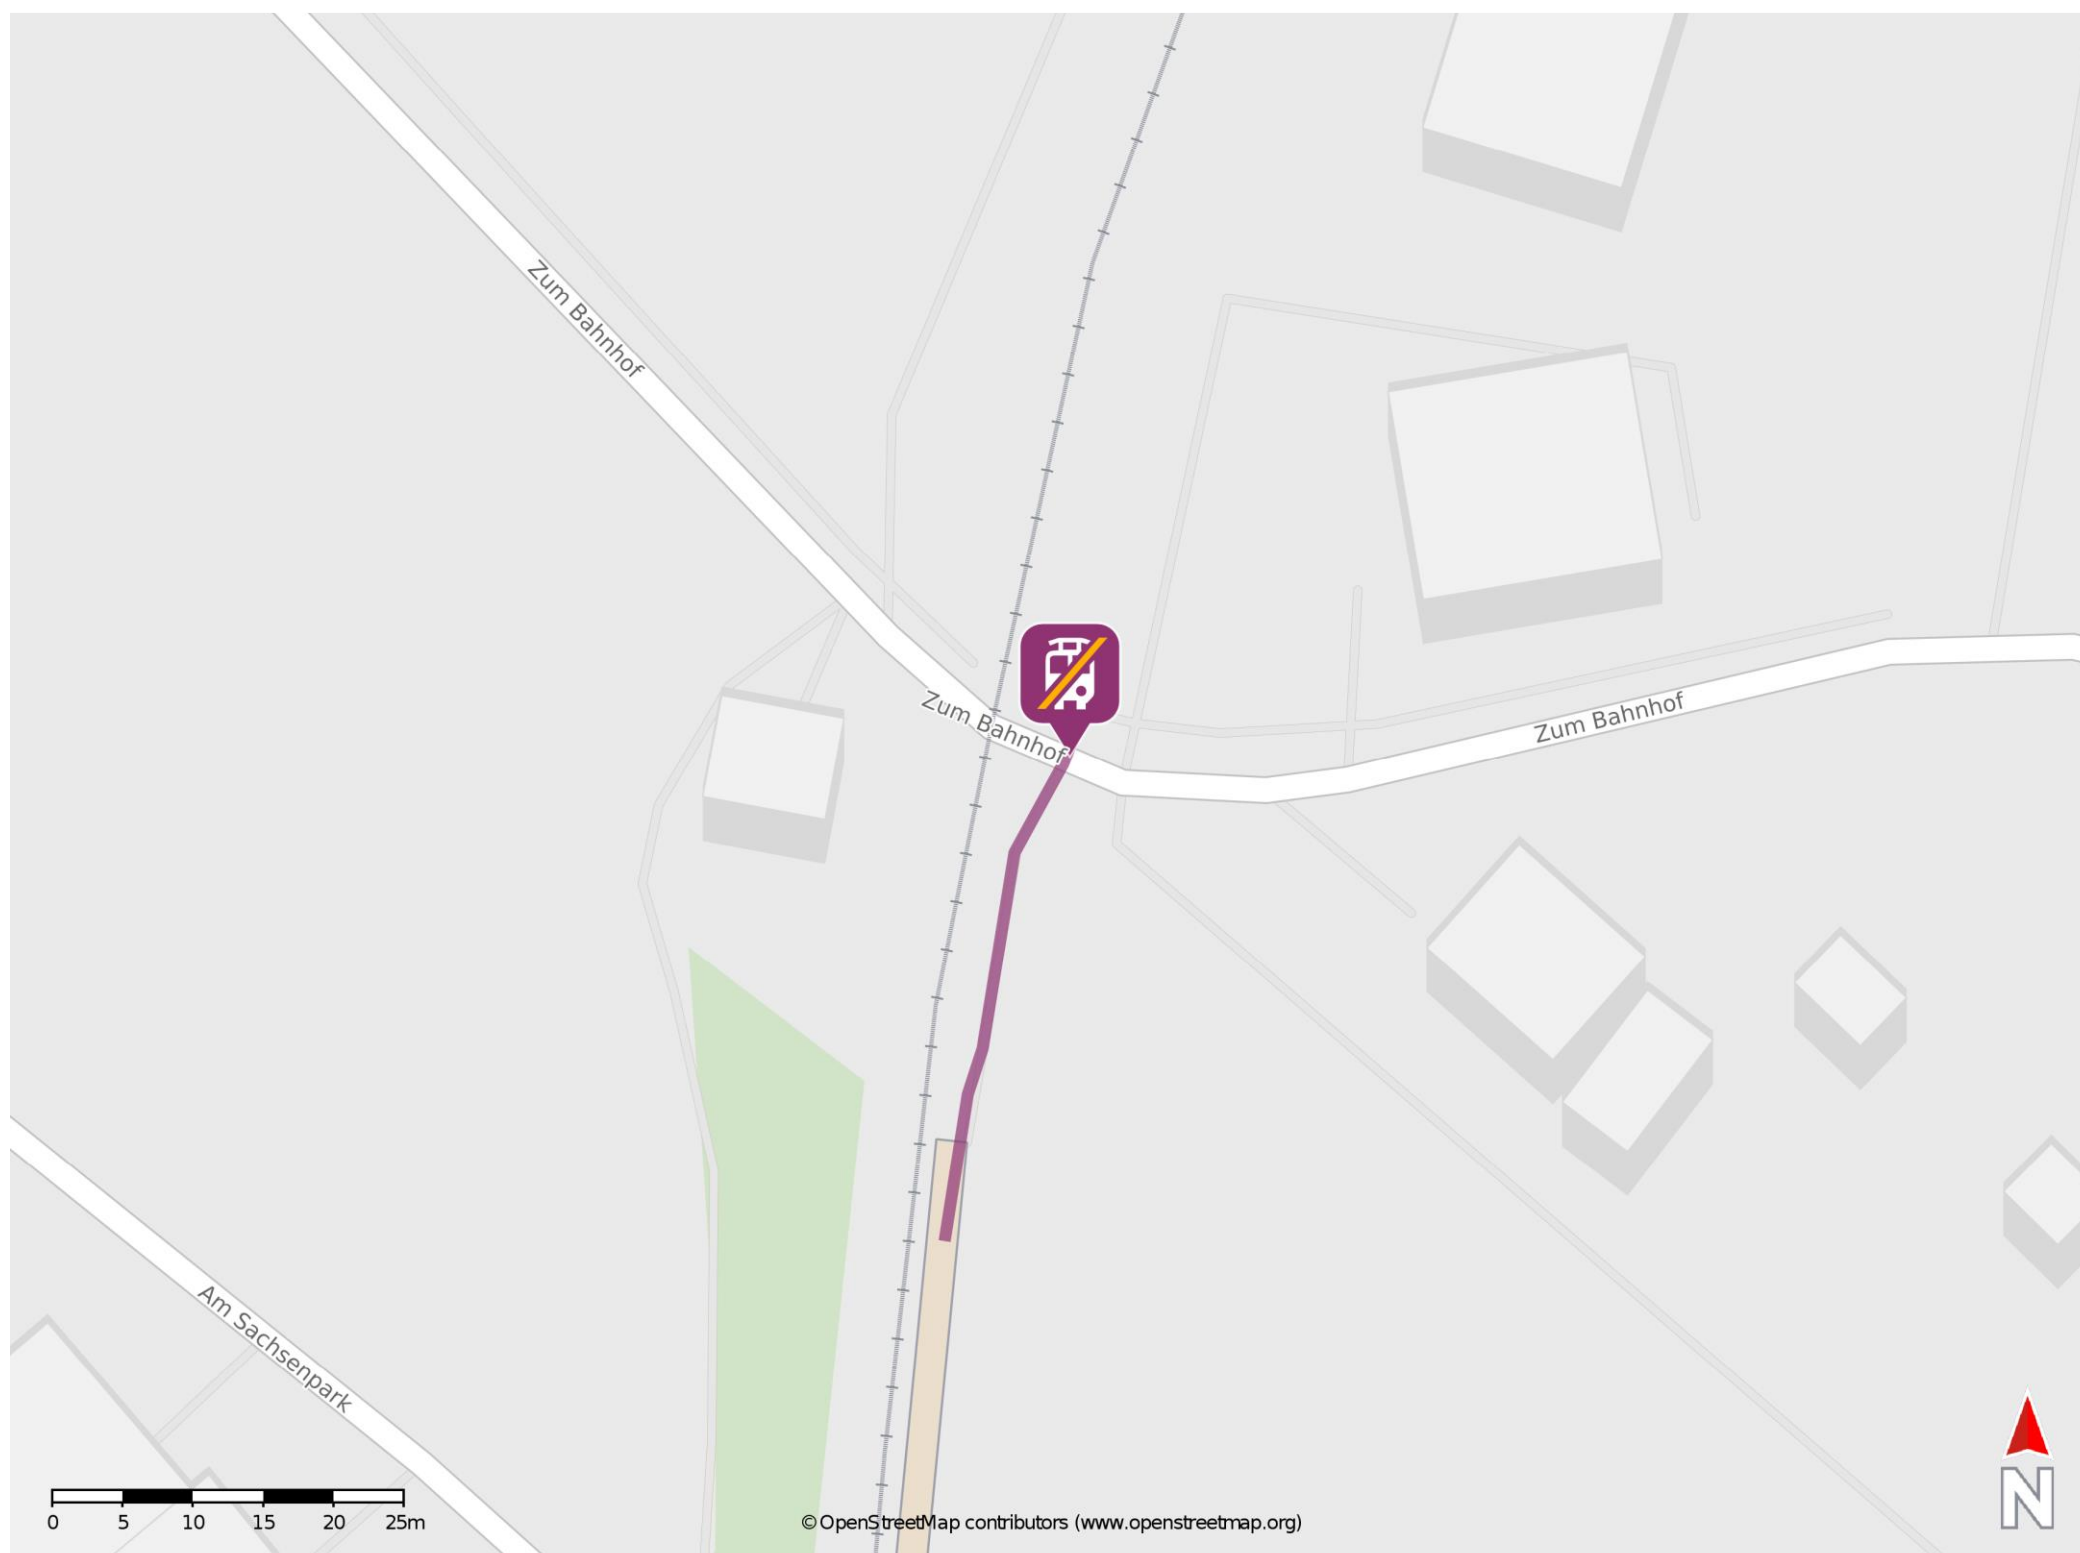 Zum Bahnhof
Zum Bahnhof
Zum Bahnhof
Am Sachsenpark
0 5 10 15 20 25m
© OpenStreetMap contributors (www.openstreetmap.org)
N